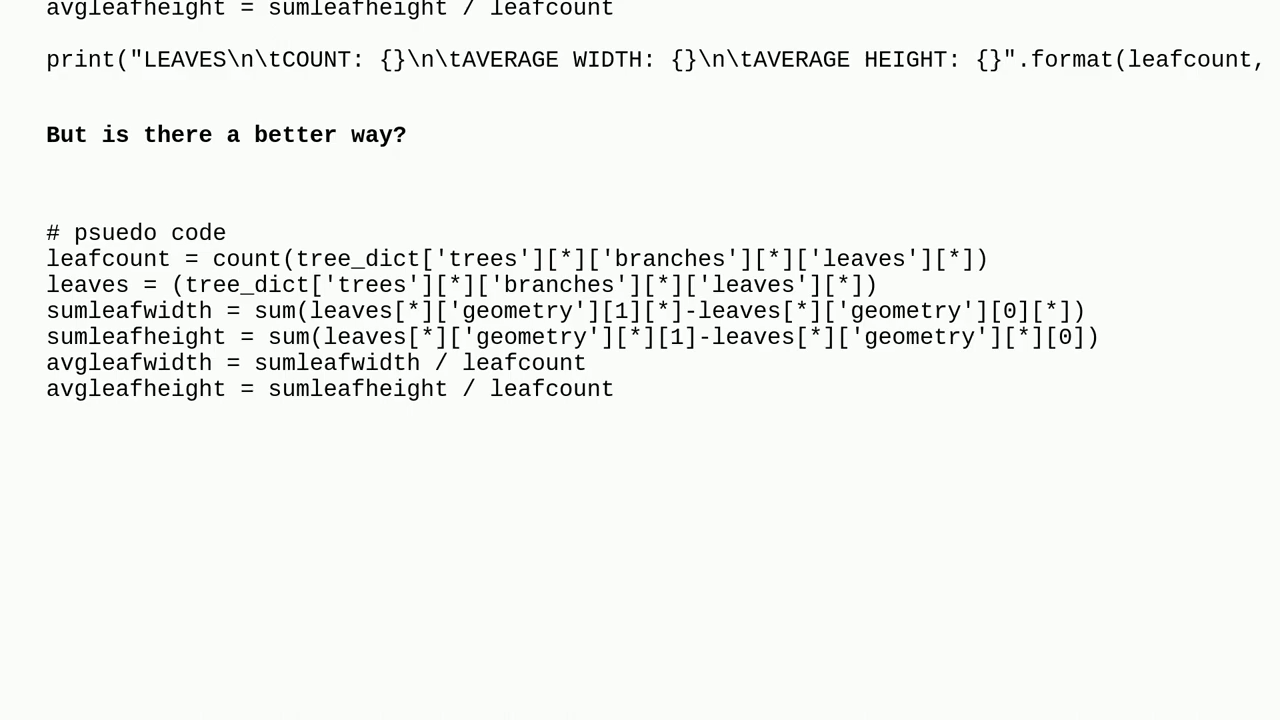 avgleafheight = sumleafheight / leafcount
print("LEAVES\n\tCOUNT: {}\n\tAVERAGE WIDTH: {}\n\tAVERAGE HEIGHT: {}".format(leafcount,
But is there a better way?
# psuedo code
leafcount = count(tree_dict['trees'][*]['branches'][*]['leaves'][*])
leaves = (tree_dict['trees'][*]['branches'][*]['leaves'][*])
sumleafwidth = sum(leaves[*]['geometry'][1][*]-leaves[*]['geometry'][0][*])
sumleafheight = sum(leaves[*]['geometry'][*][1]-leaves[*]['geometry'][*][0])
avgleafwidth = sumleafwidth / leafcount
avgleafheight = sumleafheight / leafcount